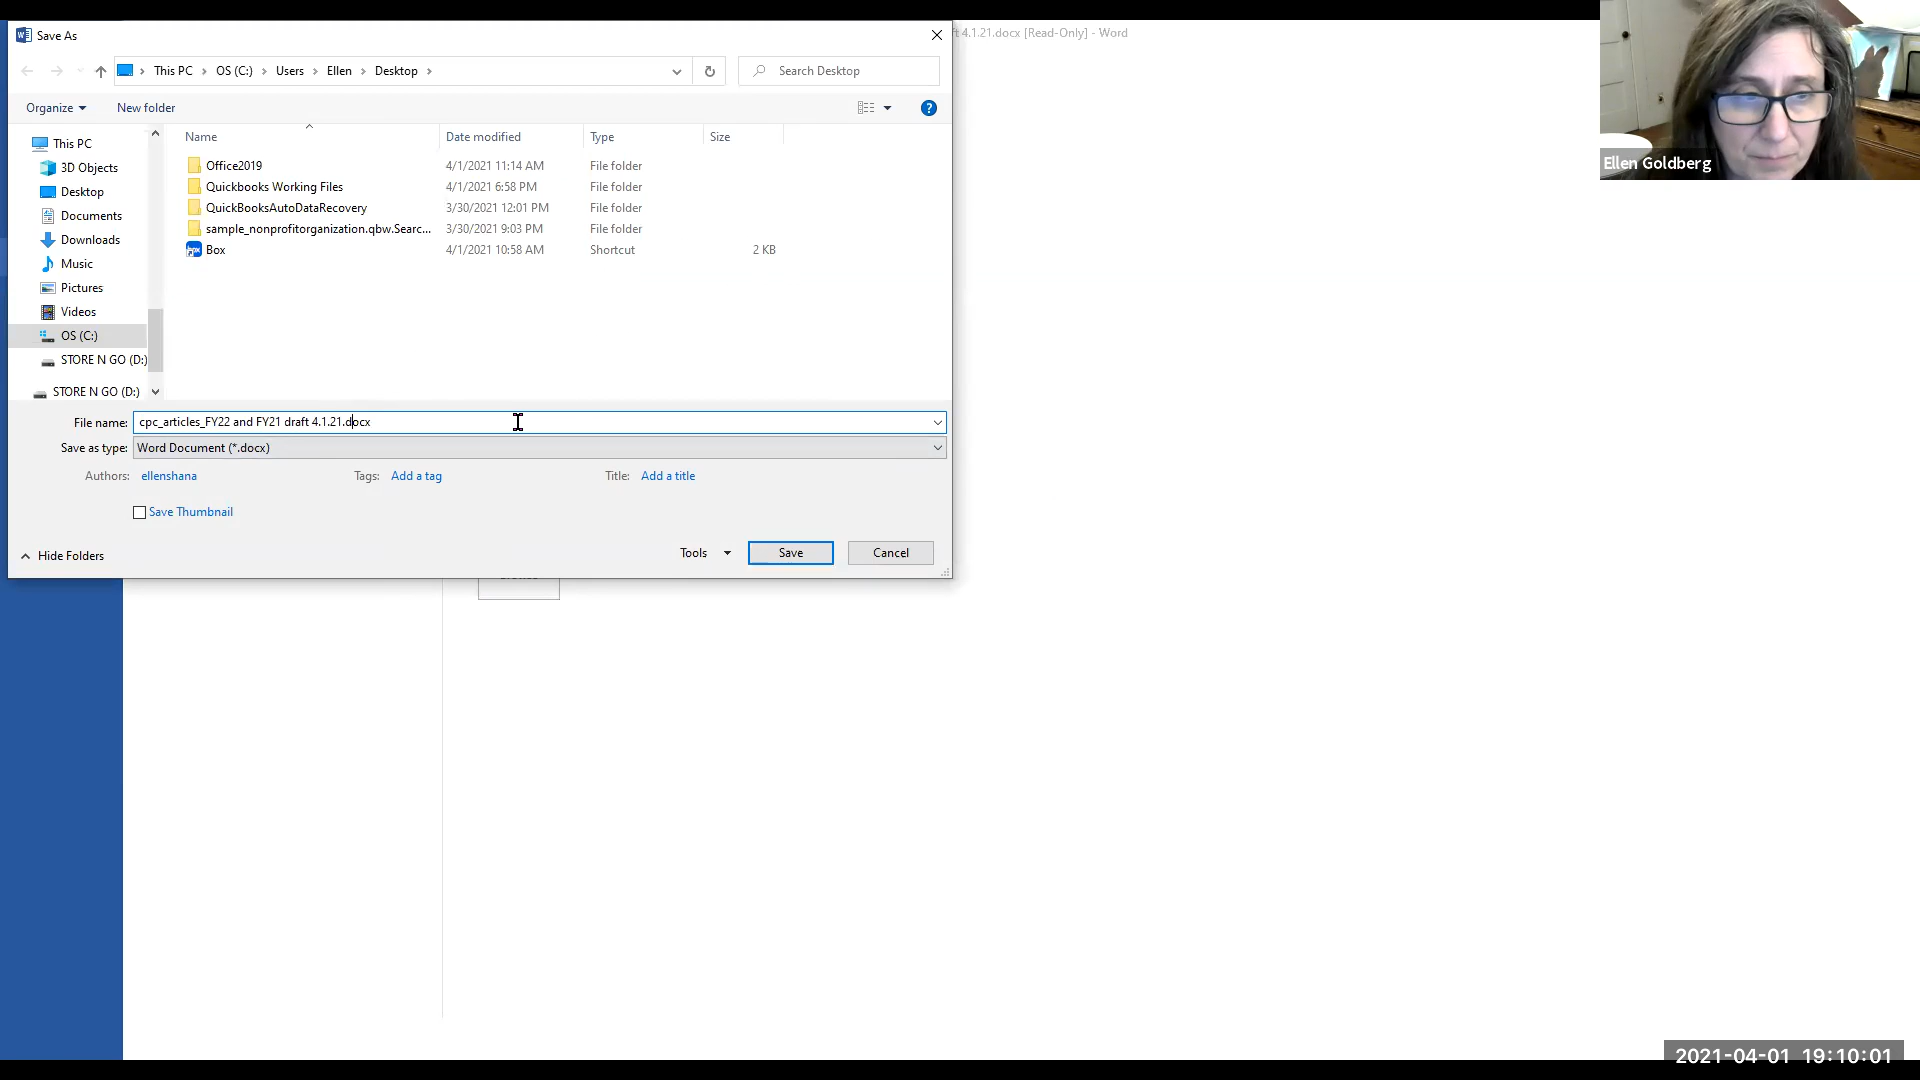 Save As
ft 4.1.21.docx [Read-Only] - Word
This PC
OS (C:)
Users
Ellen
Desktop
Search Desktop
Organize
New folder
?
Name
Date modified
Type
Size
This PC
3D Objects
Desktop
Documents
Downloads
Music
Pictures
Videos
OS (C:)
STORE N GO (D:)
STORE N GO (D:)
Office2019 4/1/2021 11:14 AM File folder
Quickbooks Working Files 4/1/2021 6:58 PM File folder
QuickBooksAutoDataRecovery 3/30/2021 12:01 PM File folder
sample_nonprofitorganization.qbw.Searc... 3/30/2021 9:03 PM File folder
Box 4/1/2021 10:58 AM Shortcut 2 KB
File name: cpc_articles_FY22 and FY21 draft 4.1.21.docx
Save as type: Word Document (*.docx)
Authors: ellenshana Tags: Add a tag Title: Add a title
Save Thumbnail
Hide Folders
Tools
Save
Cancel
Ellen Goldberg
2021-04-01 19:10:01